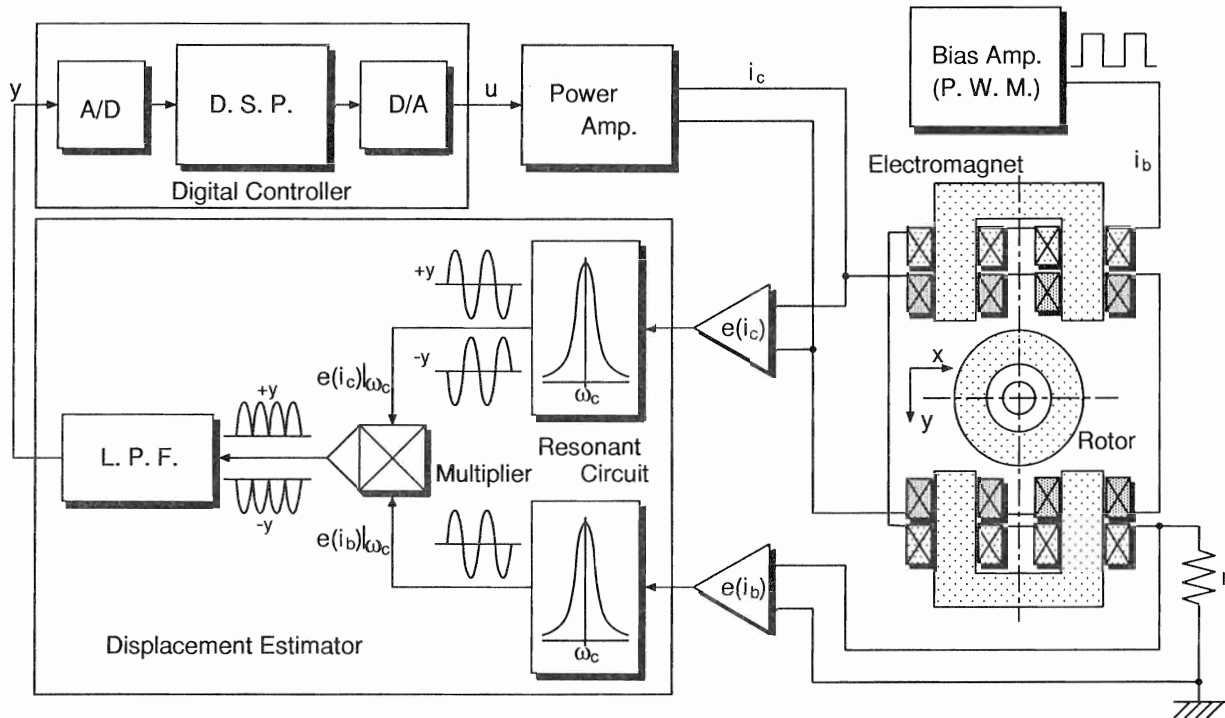 y
A/D
D. S. P.
D/A
Digital Controller
u
Power
Amp.
i_c
Bias Amp.
(P. W. M.)
i_b
Electromagnet
x
y
Rotor
+y
-y
ω_c
e(i_c)
e(i_c)|ω_c
Resonant
Circuit
+y
L. P. F.
-y
Multiplier
e(i_b)|ω_c
ω_c
e(i_b)
Displacement Estimator